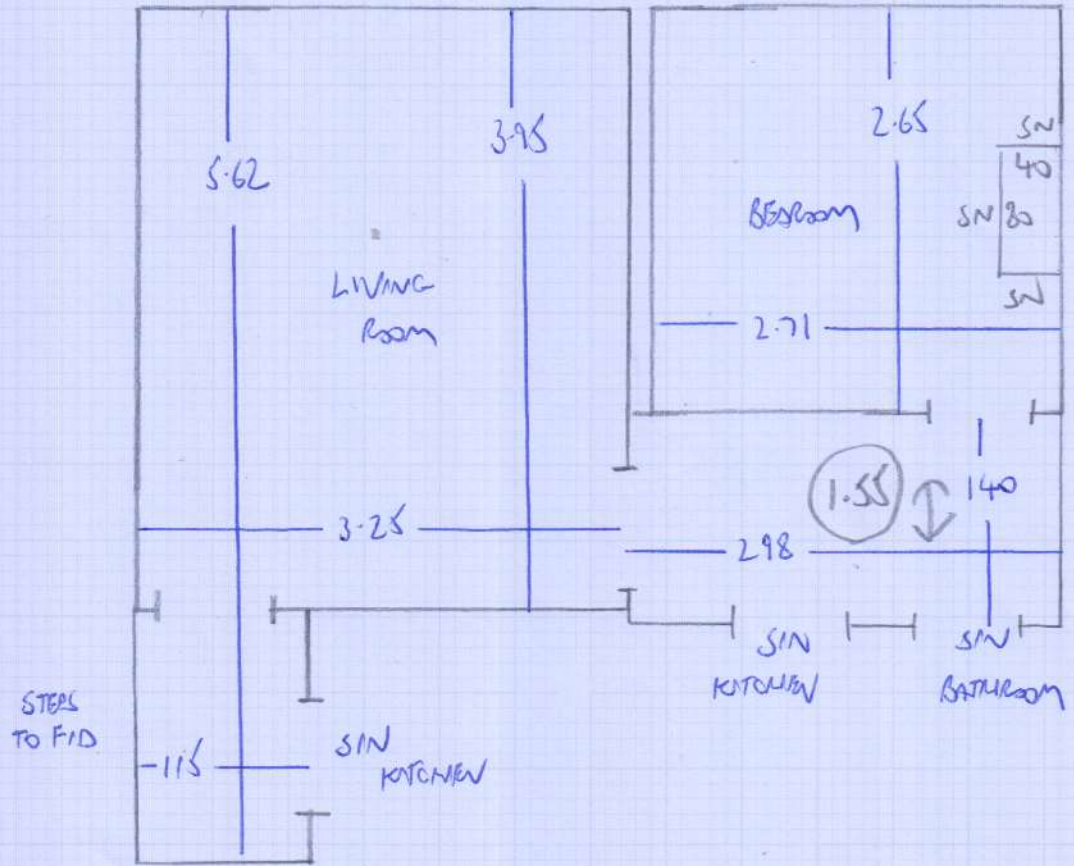 5.62
3.95
2.65
SN
40
SN 80
SN
BEDROOM
LIVING
ROOM
2.71
3.25
1.55
140
298
SIN
KITCHEN
SIN
BATHROOM
STEPS
TO F/D
115
SIN
KITCHEN